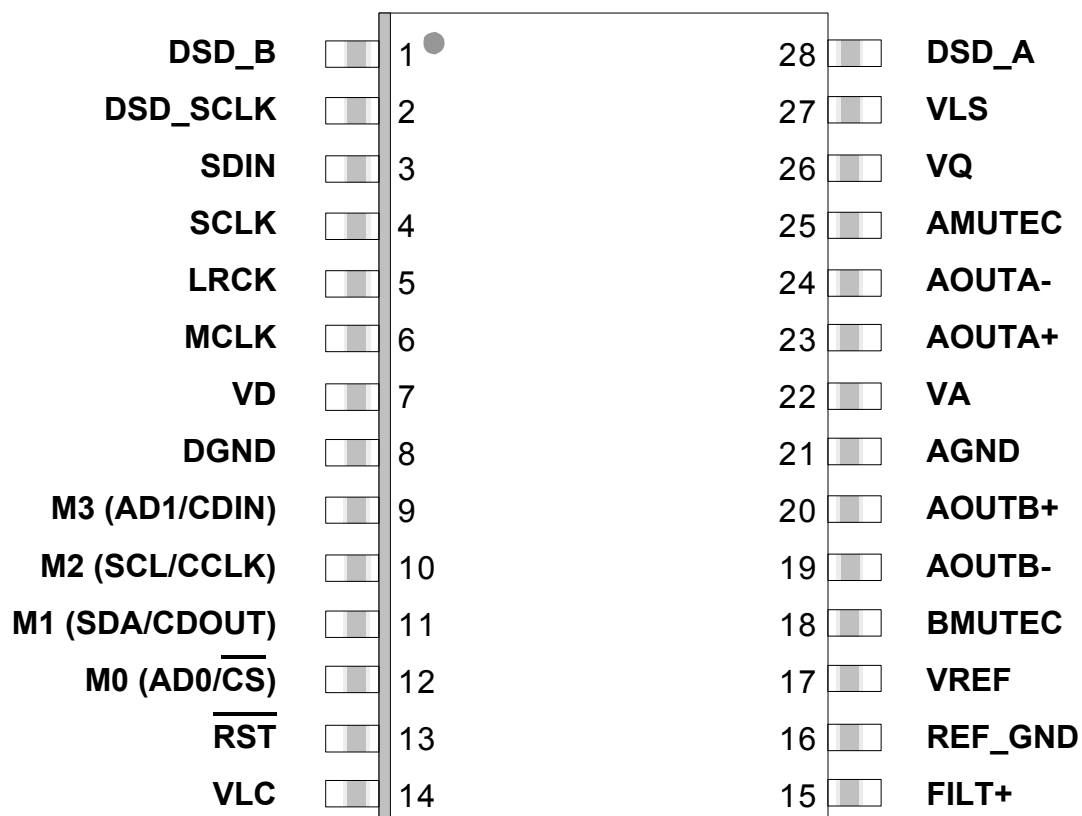 DSD_B 1 28 DSD_A
DSD_SCLK 2 27 VLS
SDIN 3 26 VQ
SCLK 4 25 AMUTEC
LRCK 5 24 AOUTA-
MCLK 6 23 AOUTA+
VD 7 22 VA
DGND 8 21 AGND
M3 (AD1/CDIN) 9 20 AOUTB+
M2 (SCL/CCLK) 10 19 AOUTB-
M1 (SDA/CDOUT) 11 18 BMUTEC
M0 (AD0/C̅S̅) 12 17 VREF
R̅S̅T̅ 13 16 REF_GND
VLC 14 15 FILT+